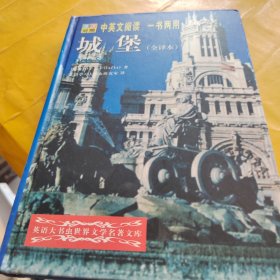 中英文阅读 一书两用
城堡（全译本）
英语大书虫世界文学名著文库